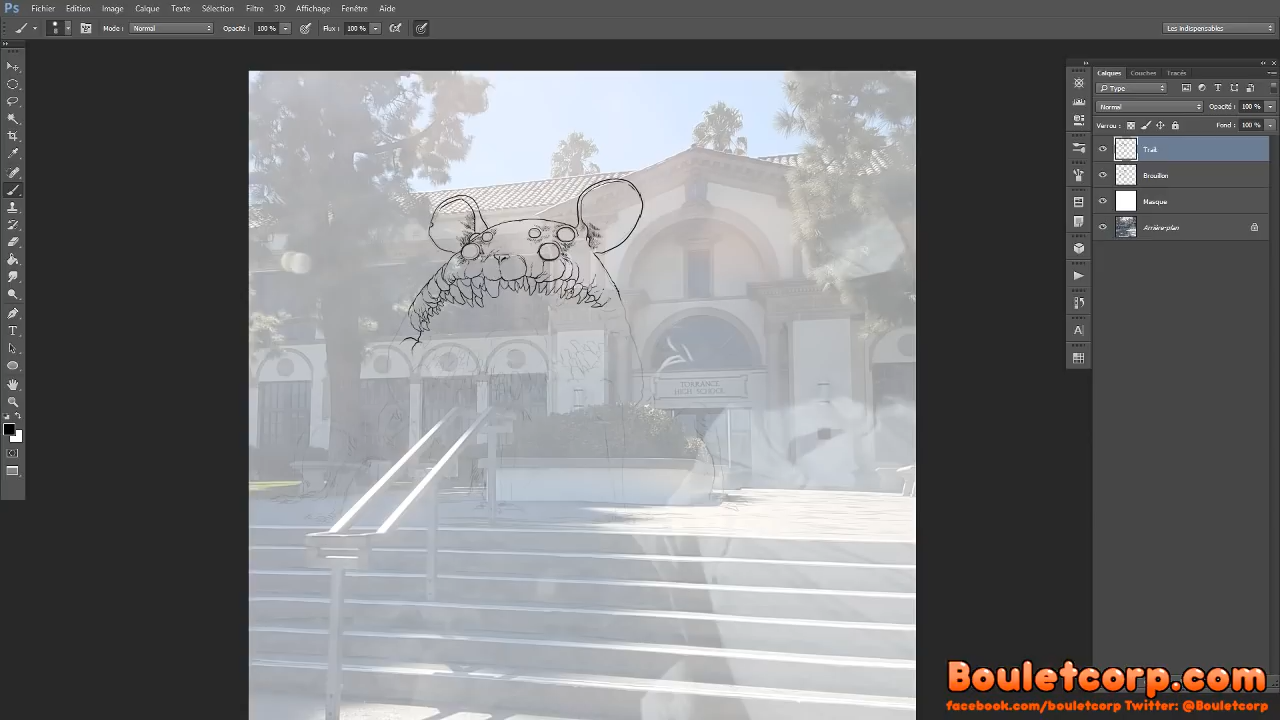 Ps Fichier Edition Image Calque Texte Sélection Filtre 3D Affichage Fenêtre Aide
Mode : Normal Opacité : 100 % Flux : 100 % Les indispensables
Calques Couches Tracés
Type
Normal Opacité : 100 %
Verrou : Fond : 100 %
Trait
Brouillon
Masque
Arrière-plan
TORRANCE
HIGH SCHOOL
Bouletcorp.com
facebook.com/bouletcorp Twitter: @Bouletcorp